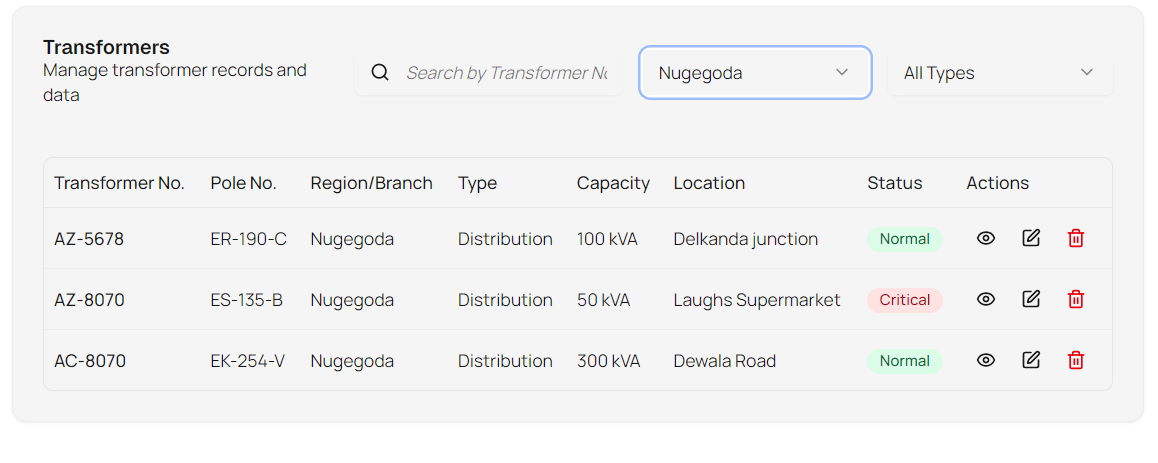 Transformers
Manage transformer records and
data
Search by Transformer No
Nugegoda
All Types
Transformer No. Pole No. Region/Branch Type Capacity Location Status Actions
AZ-5678 ER-190-C Nugegoda Distribution 100 kVA Delkanda junction Normal
AZ-8070 ES-135-B Nugegoda Distribution 50 kVA Laughs Supermarket Critical
AC-8070 EK-254-V Nugegoda Distribution 300 kVA Dewala Road Normal